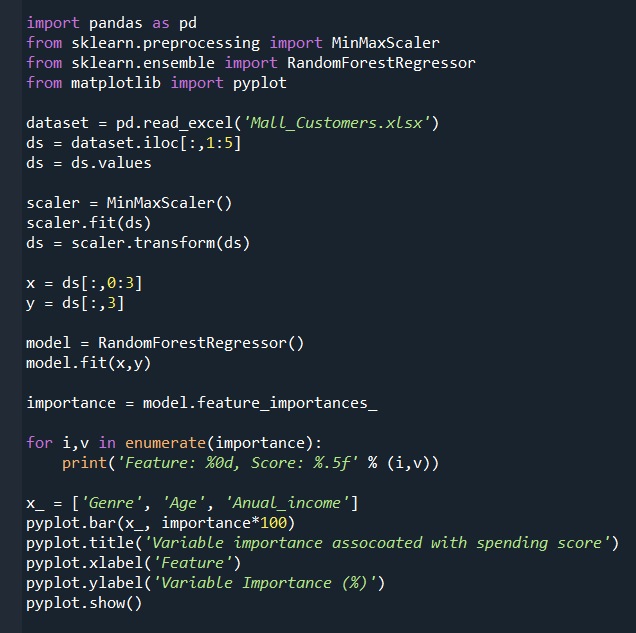 import pandas as pd
from sklearn.preprocessing import MinMaxScaler
from sklearn.ensemble import RandomForestRegressor
from matplotlib import pyplot
dataset = pd.read_excel('Mall_Customers.xlsx')
ds = dataset.iloc[:,1:5]
ds = ds.values
scaler = MinMaxScaler()
scaler.fit(ds)
ds = scaler.transform(ds)
x = ds[:,0:3]
y = ds[:,3]
model = RandomForestRegressor()
model.fit(x,y)
importance = model.feature_importances_
for i,v in enumerate(importance):
    print('Feature: %0d, Score: %.5f' % (i,v))
x_ = ['Genre', 'Age', 'Anual_income']
pyplot.bar(x_, importance*100)
pyplot.title('Variable importance assocoated with spending score')
pyplot.xlabel('Feature')
pyplot.ylabel('Variable Importance (%)')
pyplot.show()